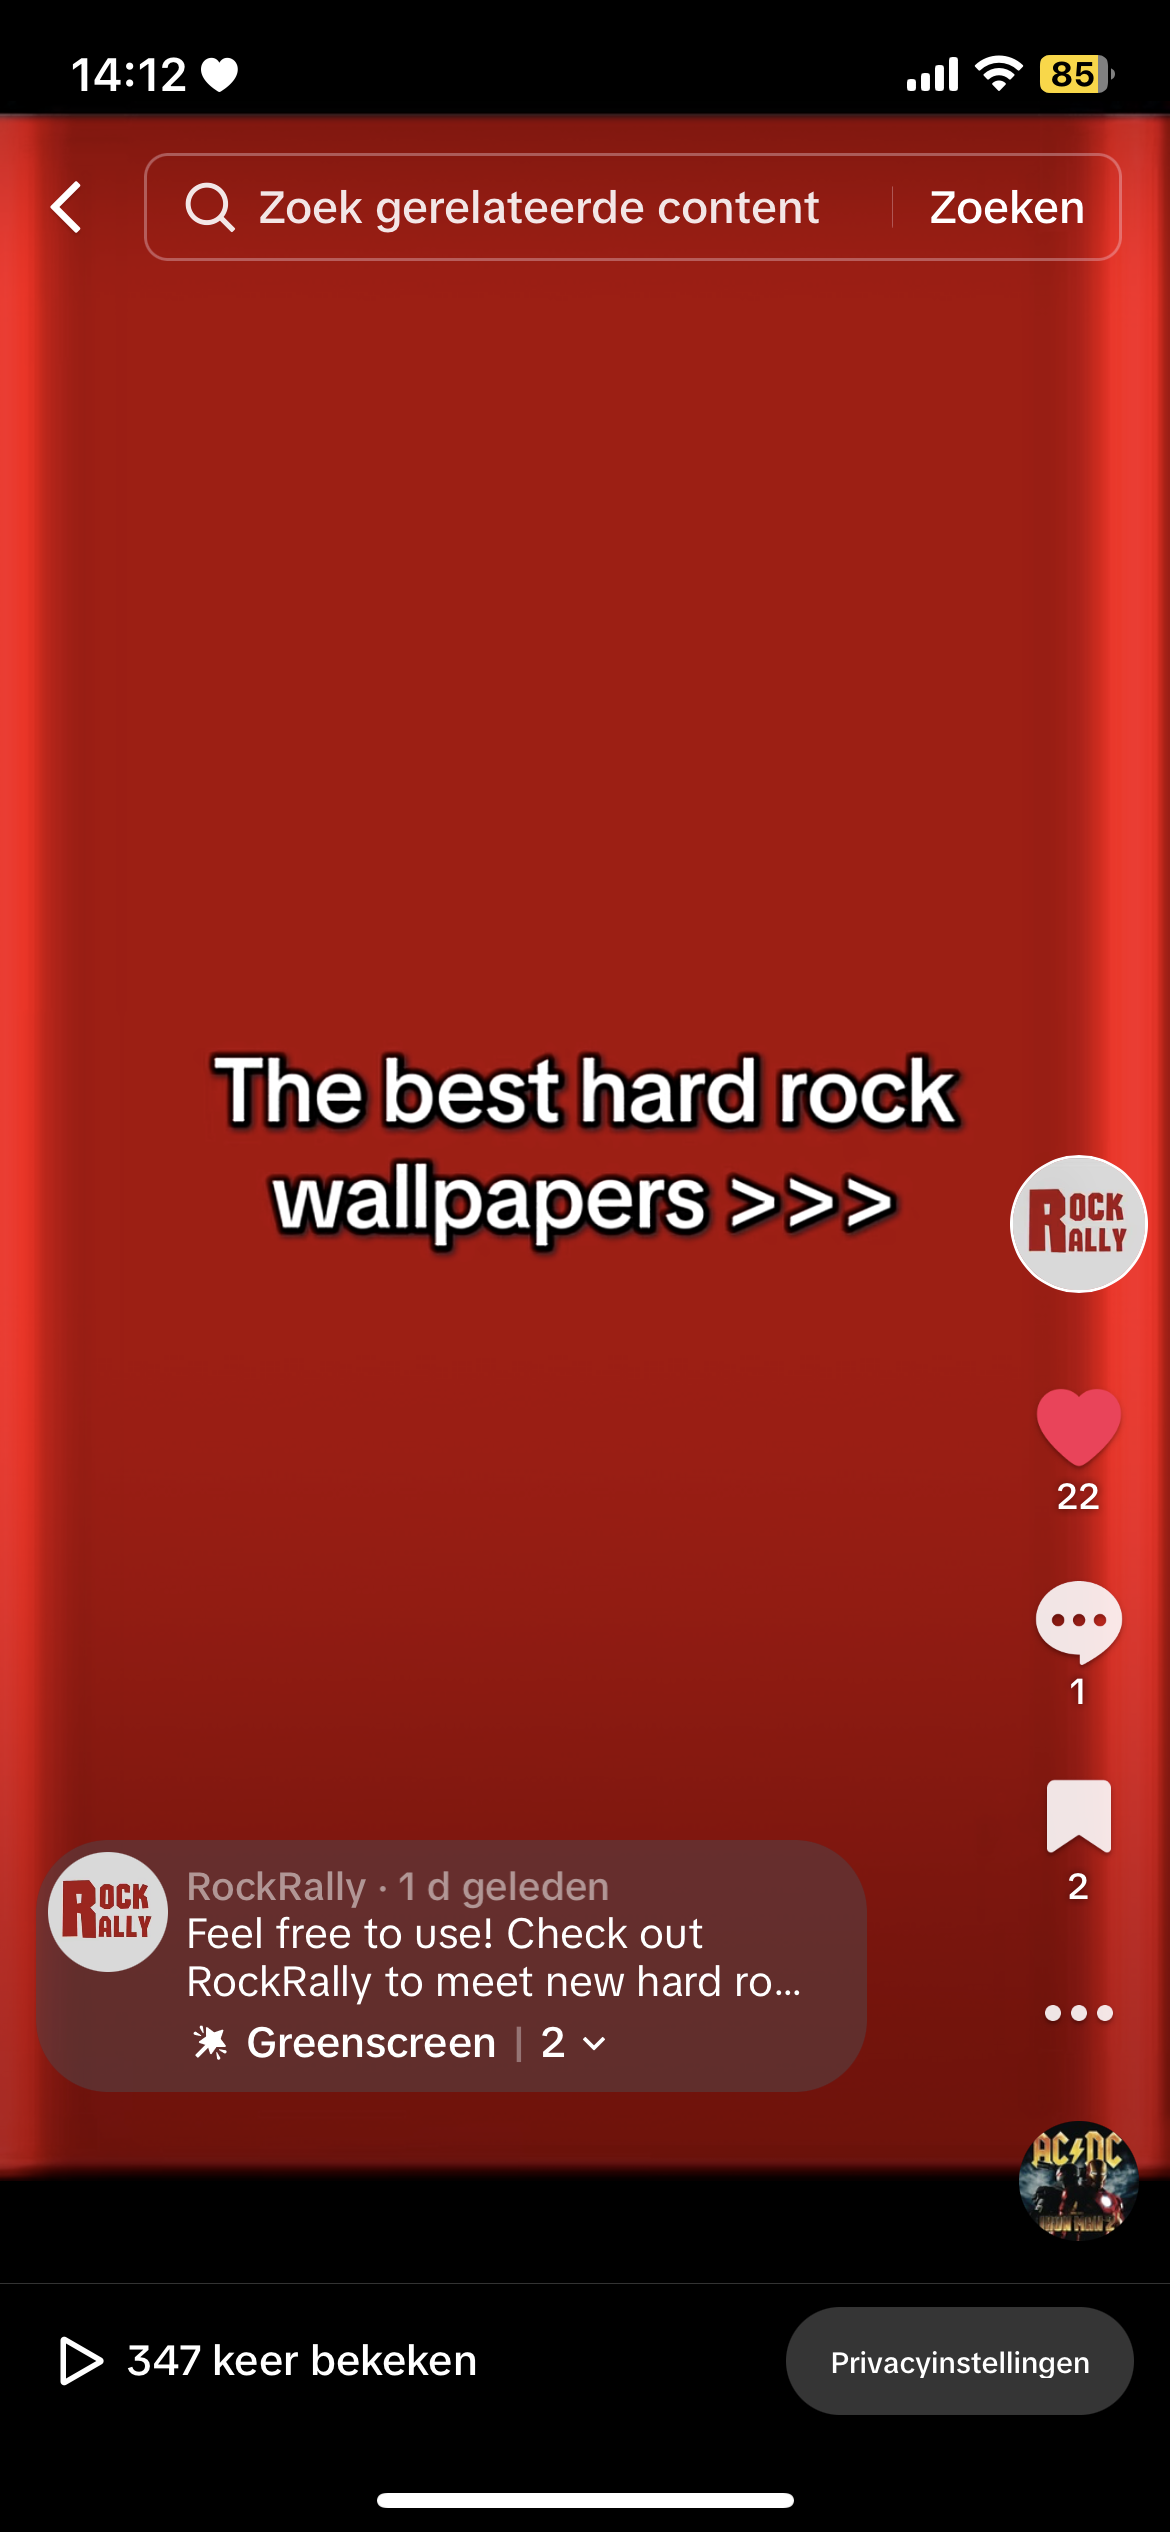 14:12
85
Zoek gerelateerde content
Zoeken
The best hard rock
wallpapers >>>
ROCK
RALLY
22
1
2
ROCK
RALLY
RockRally · 1 d geleden
Feel free to use! Check out
RockRally to meet new hard ro...
Greenscreen | 2
AC⚡DC
IRON MAN 2
347 keer bekeken
Privacyinstellingen